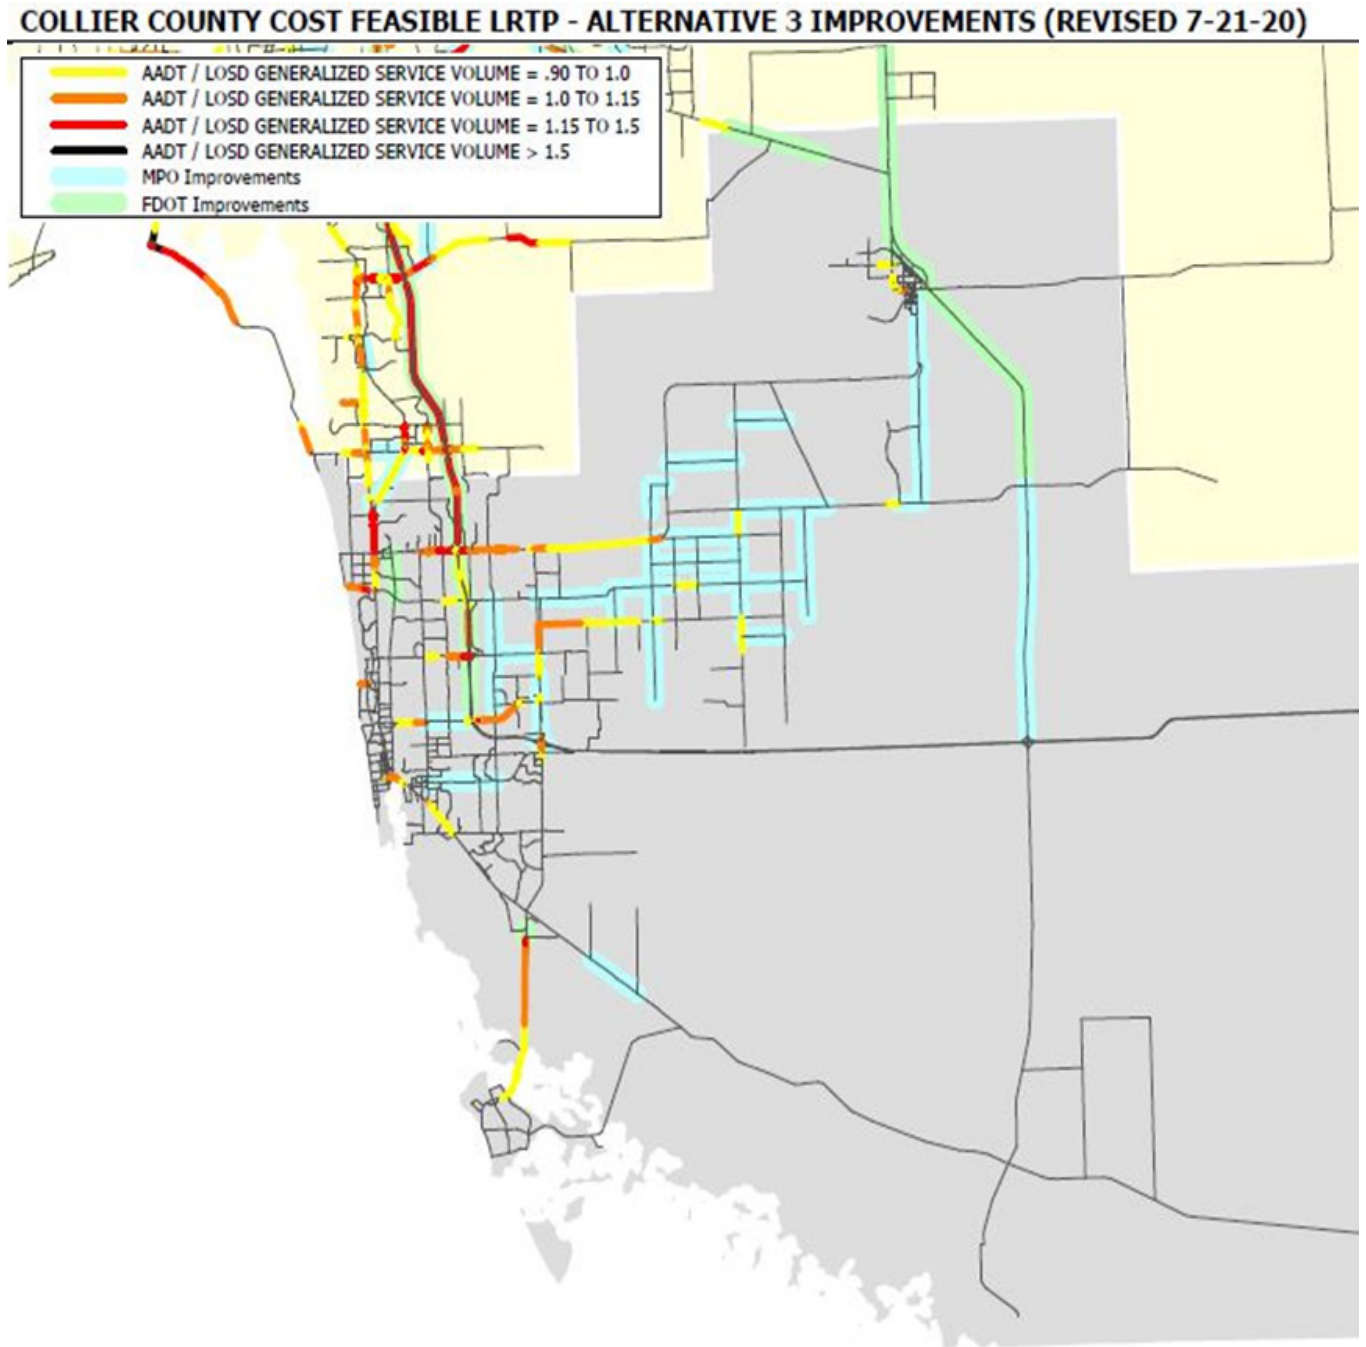 COLLIER COUNTY COST FEASIBLE LRTP - ALTERNATIVE 3 IMPROVEMENTS (REVISED 7-21-20)
AADT / LOSD GENERALIZED SERVICE VOLUME = .90 TO 1.0
AADT / LOSD GENERALIZED SERVICE VOLUME = 1.0 TO 1.15
AADT / LOSD GENERALIZED SERVICE VOLUME = 1.15 TO 1.5
AADT / LOSD GENERALIZED SERVICE VOLUME > 1.5
MPO Improvements
FDOT Improvements